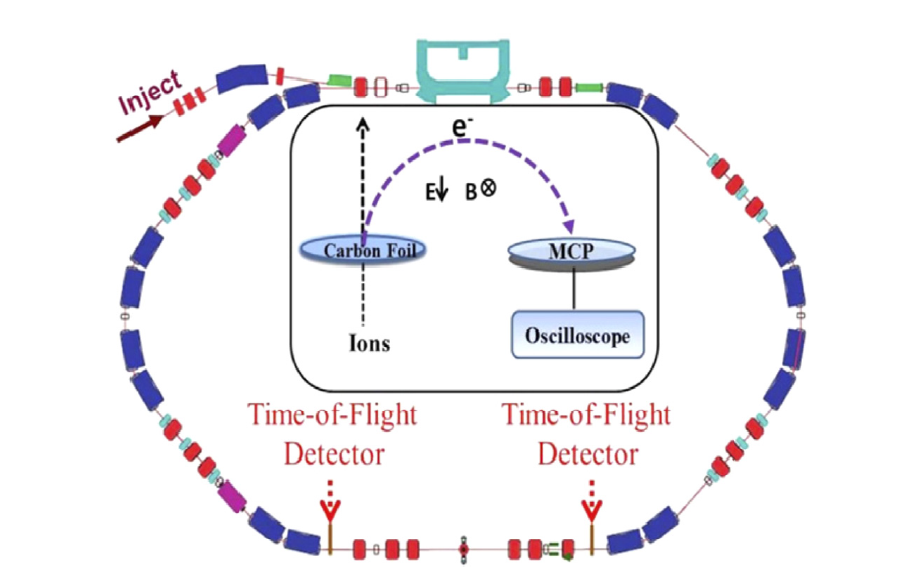 Inject
e-
E↓ B⊗
Carbon Foil
MCP
Ions
Oscilloscope
Time-of-Flight
Detector
Time-of-Flight
Detector